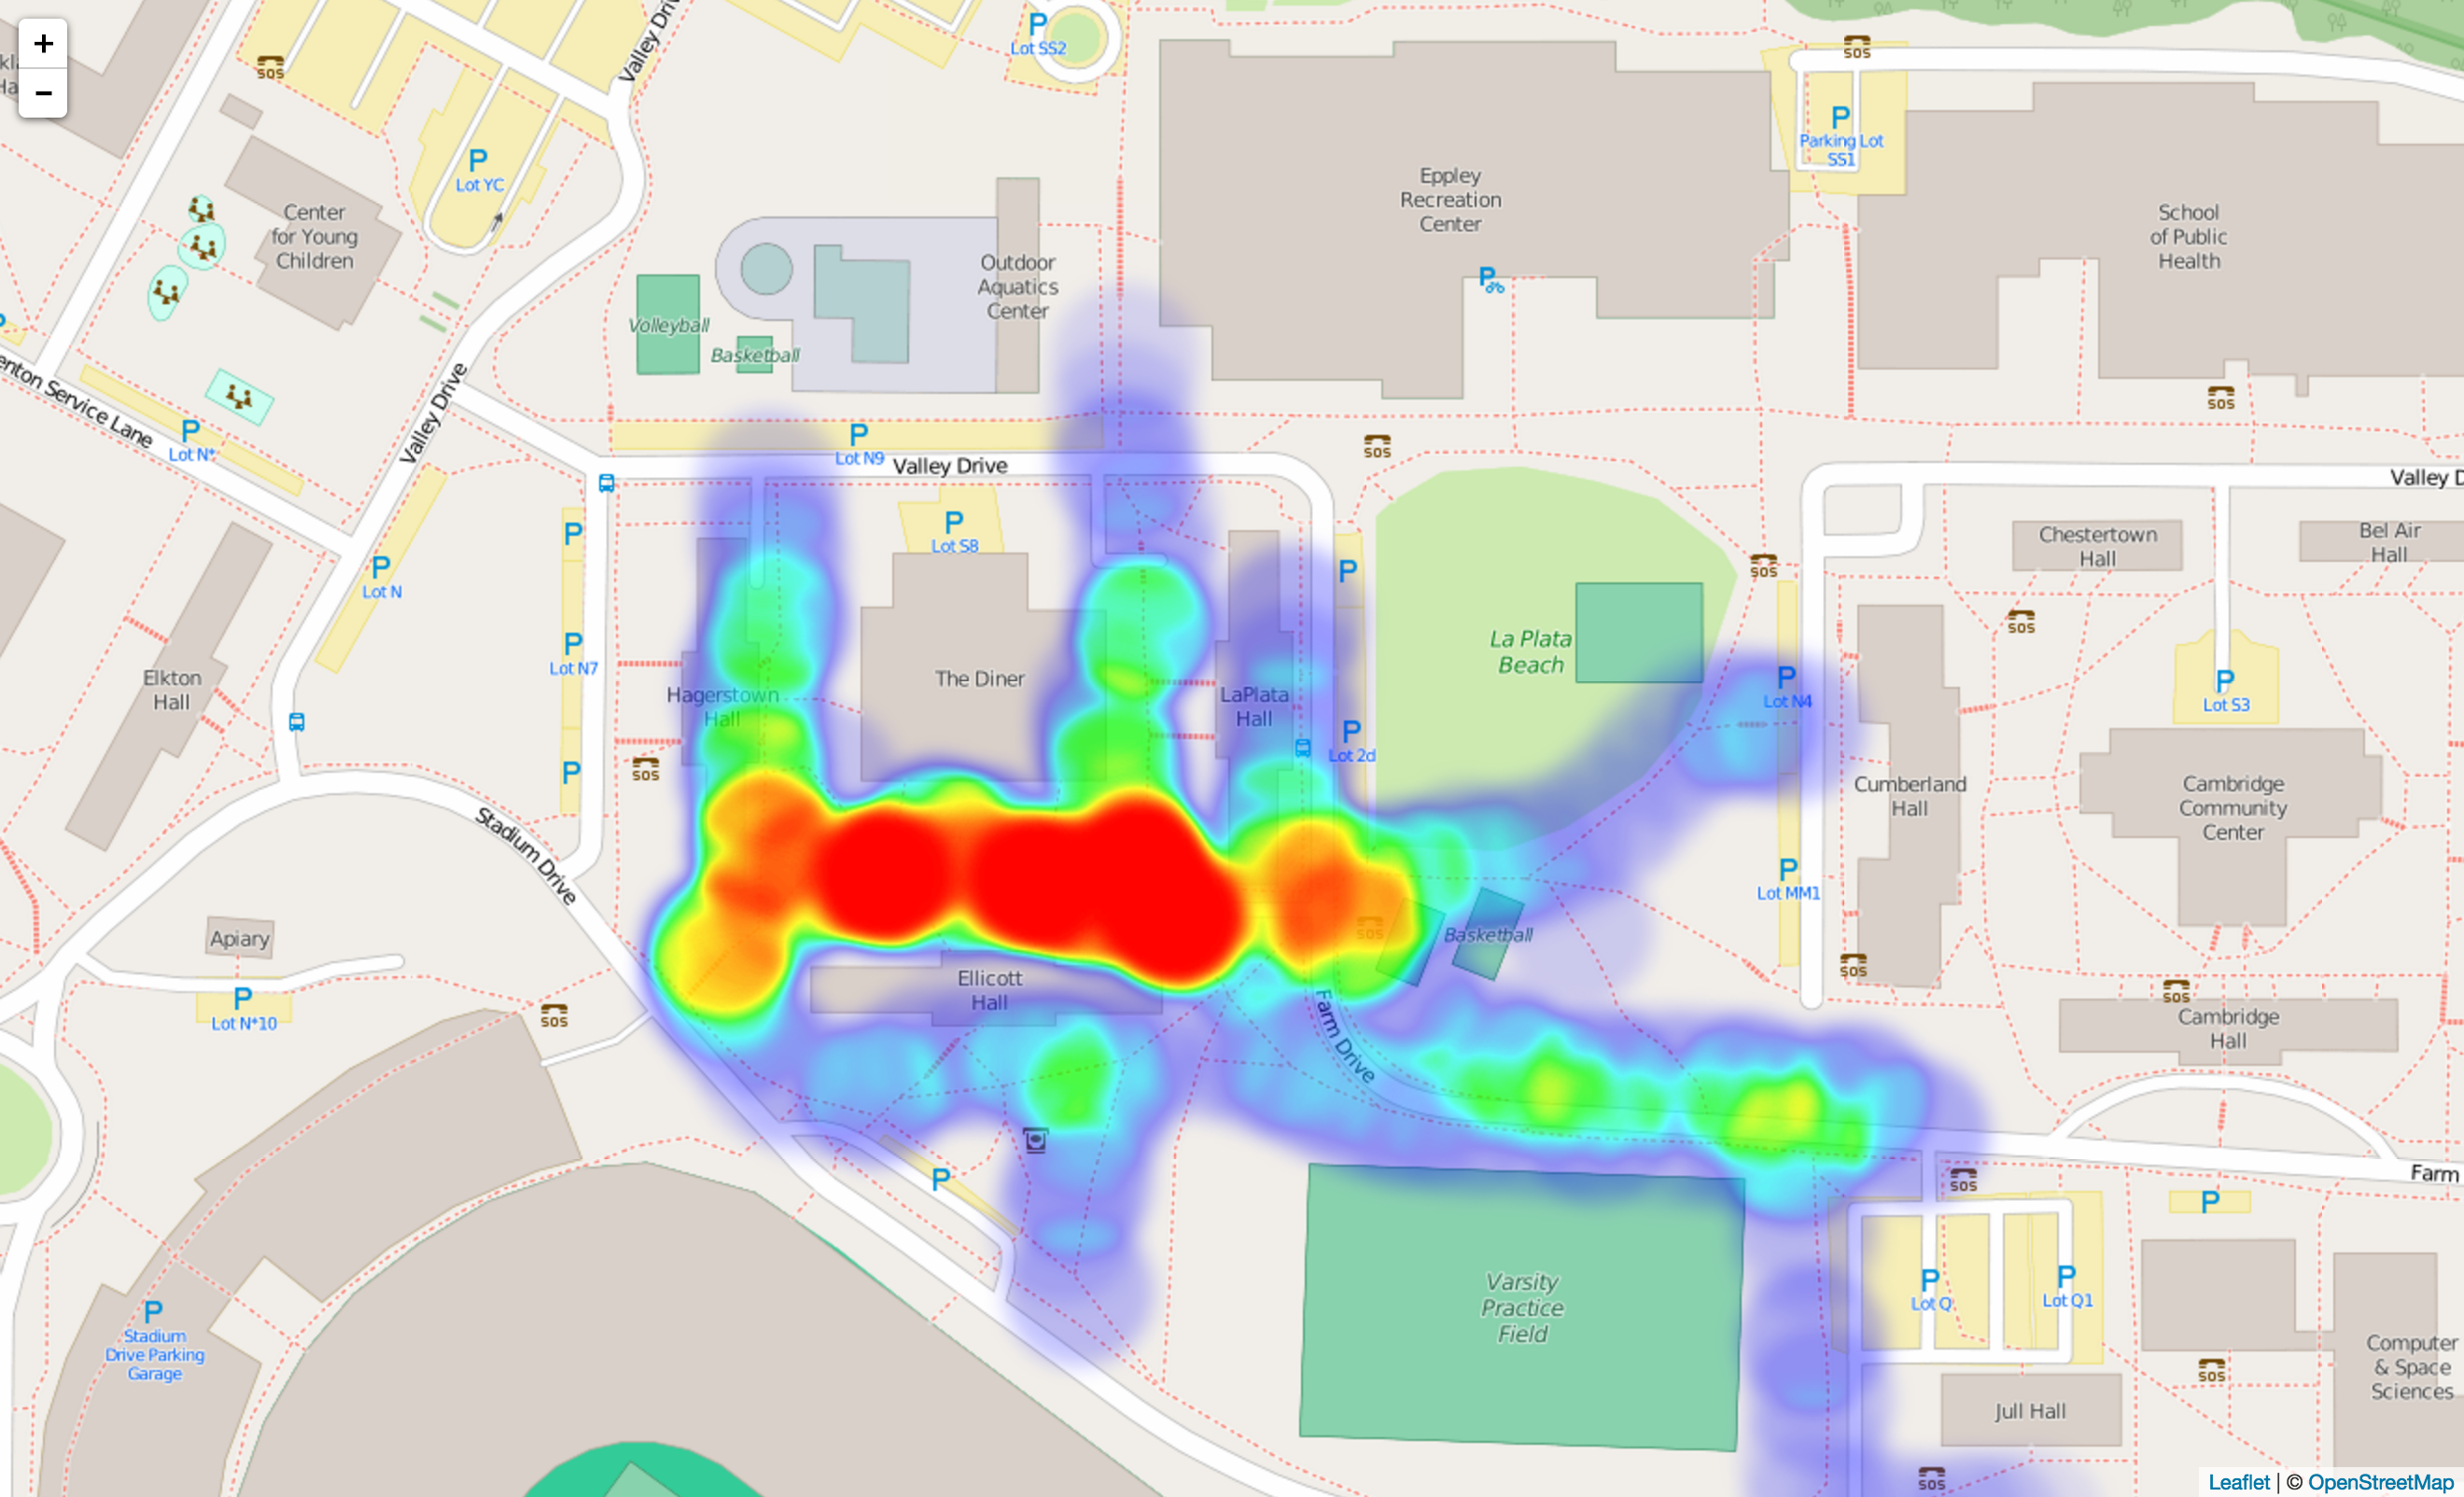 +
−
SOS
Valley Drive
P
Lot SS2
SOS
P
Parking Lot
SS1
P
Lot YC
Center
for Young
Children
Eppley
Recreation
Center
School
of Public
Health
Outdoor
Aquatics
Center
P
Volleyball
Basketball
enton Service Lane
Valley Drive
P
Lot N*
P
Lot N9
Valley Drive
SOS
SOS
Valley D
P
Lot S8
P
P
Lot N
P
SOS
Chestertown
Hall
Bel Air
Hall
SOS
P
Lot N7
La Plata
Beach
Elkton
Hall
Hagerstown
Hall
The Diner
LaPlata
Hall
P
Lot 2d
P
Lot N4
P
Lot S3
P
SOS
Cumberland
Hall
Cambridge
Community
Center
Stadium Drive
P
Lot MM1
Apiary
SOS
Basketball
SOS
Ellicott
Hall
P
Lot N*10
SOS
Farm Drive
SOS
Cambridge
Hall
P
SOS
P
Farm
P
Stadium
Drive Parking
Garage
Varsity
Practice
Field
P
Lot Q
P
Lot Q1
SOS
Computer
& Space
Sciences
Jull Hall
SOS
Leaflet | © OpenStreetMap